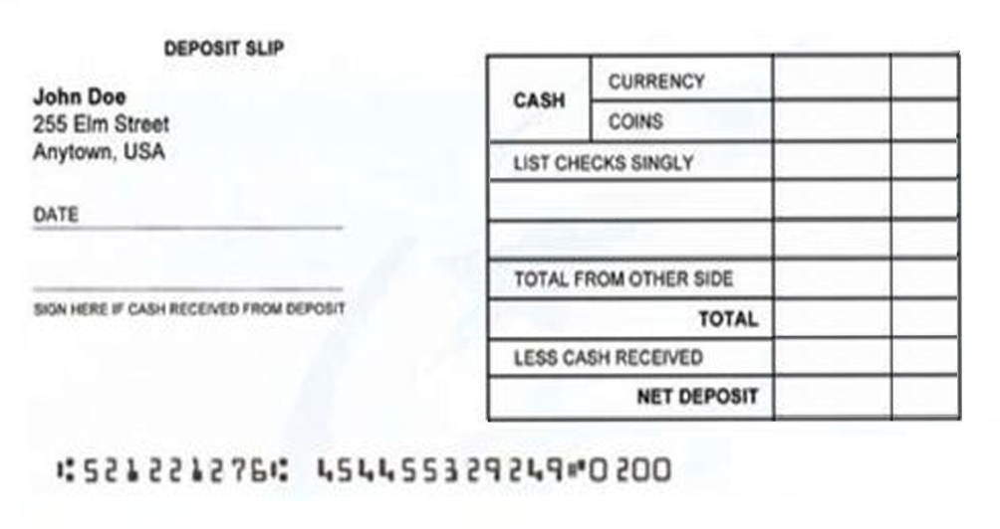 DEPOSIT SLIP
John Doe
255 Elm Street
Anytown, USA
DATE
SIGN HERE IF CASH RECEIVED FROM DEPOSIT
CASH
CURRENCY
COINS
LIST CHECKS SINGLY
TOTAL FROM OTHER SIDE
TOTAL
LESS CASH RECEIVED
NET DEPOSIT
⑆521221276⑆ 454455329249⑈0200